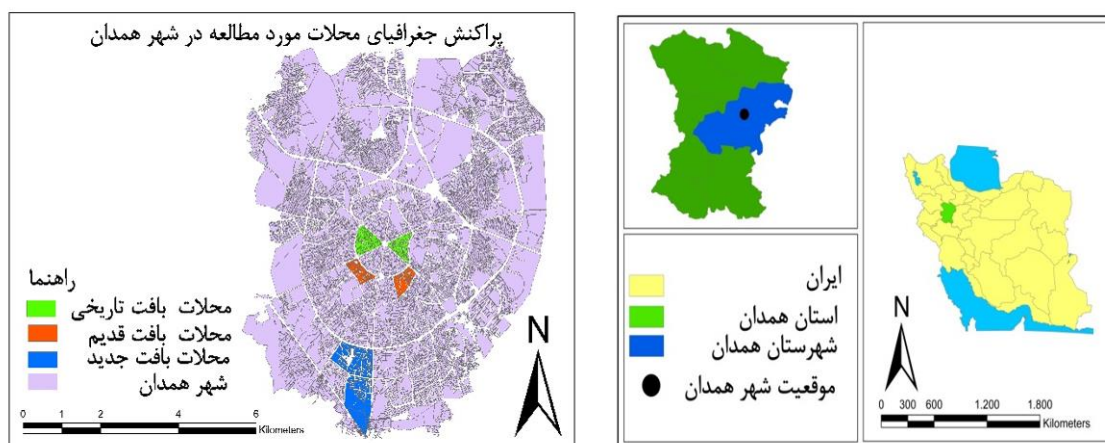 پراکنش جغرافیای محلات مورد مطالعه در شهر همدان
راهنما
محلات بافت تاریخی
محلات بافت قدیم
محلات بافت جدید
شهر همدان
0 1 2 4 6
Kilometers
N
ایران
استان همدان
شهرستان همدان
موقعیت شهر همدان
N
0 300 600 1.200 1.800
Kilometers